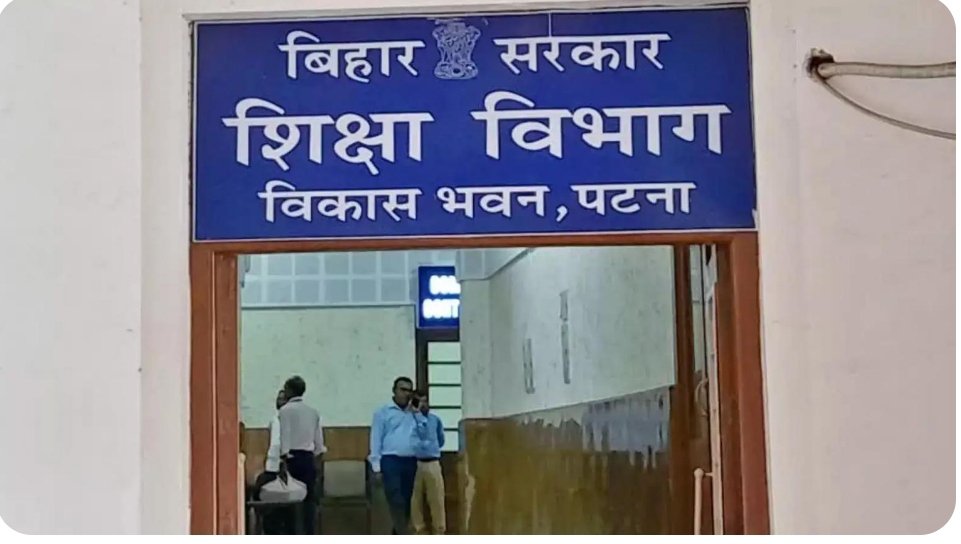 बिहार सरकार
शिक्षा विभाग
विकास भवन, पटना